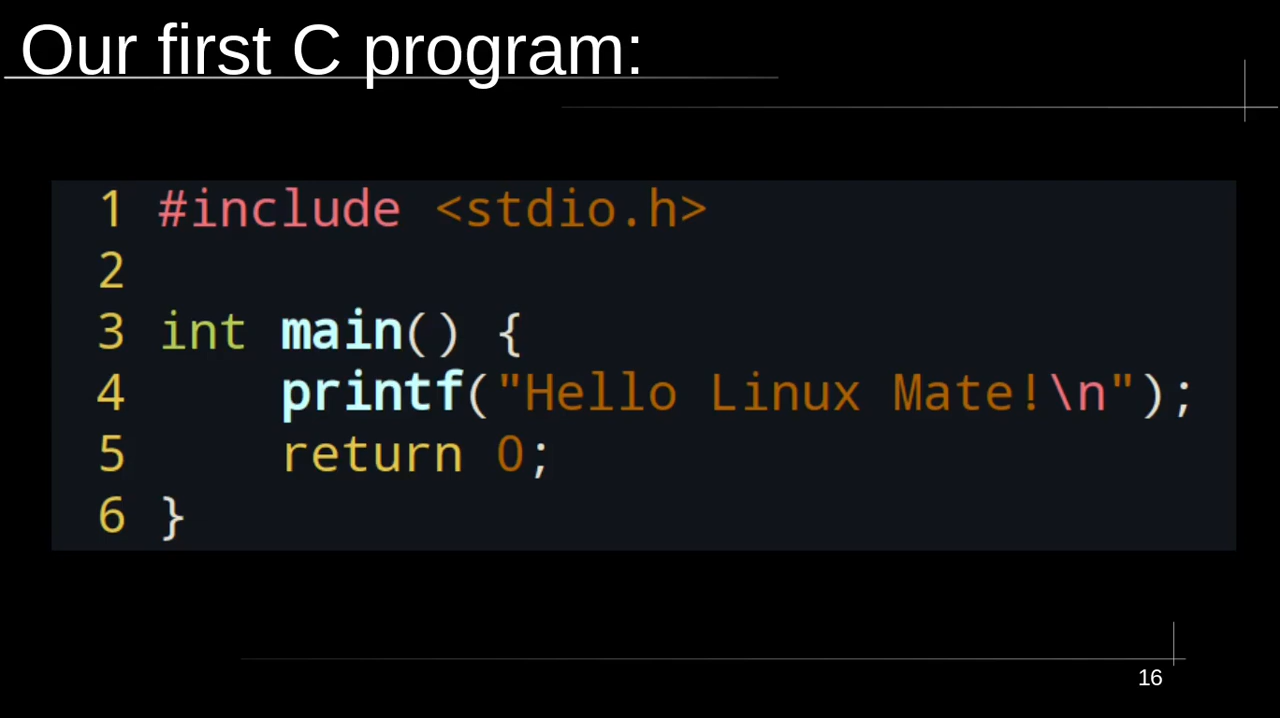 Our first C program:
1 #include <stdio.h>
2
3 int main() {
4     printf("Hello Linux Mate!\n");
5     return 0;
6 }
16